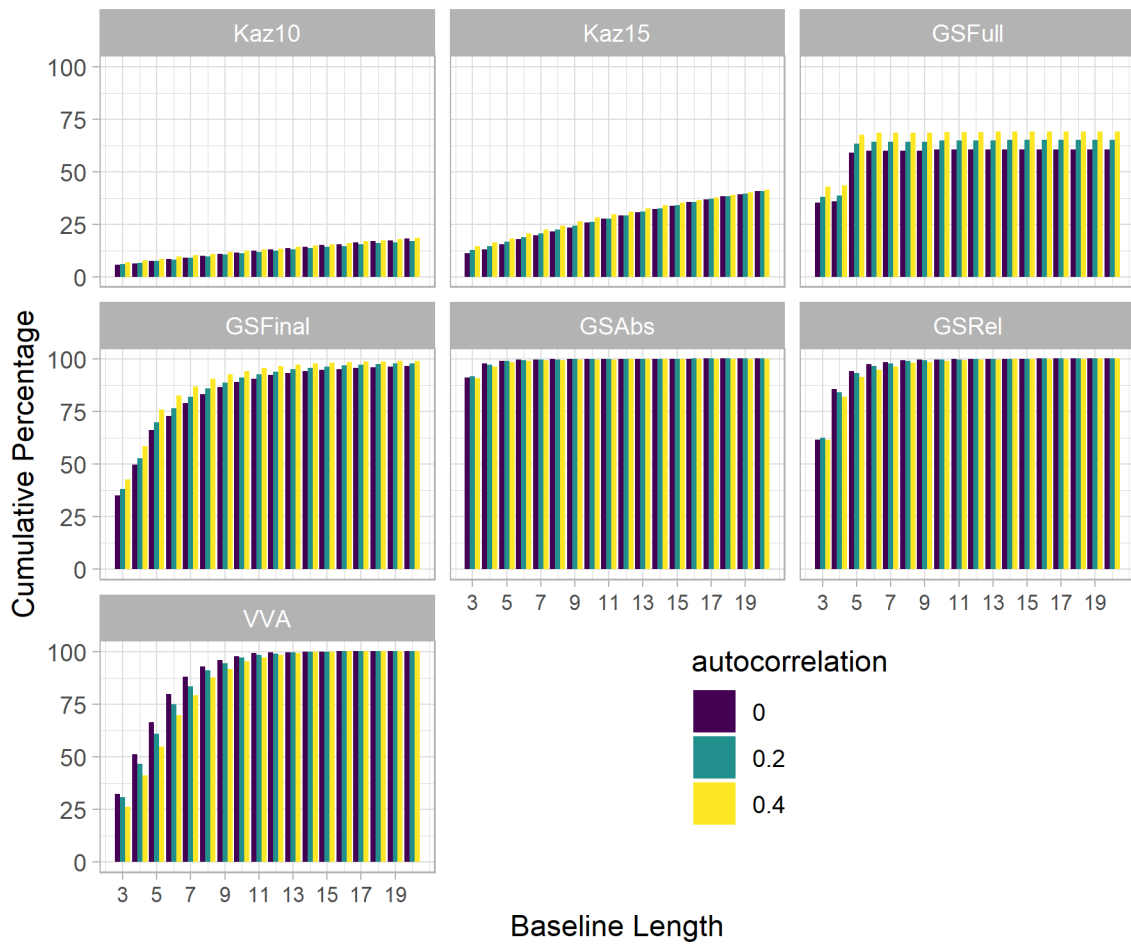 Kaz10 Kaz15 GSFull
100
75
50
25
0
GSFinal GSAbs GSRel
100
75
50
25
0
3 5 7 9 11 13 15 17 19 3 5 7 9 11 13 15 17 19
VVA
100
75
50
25
0
3 5 7 9 11 13 15 17 19
Cumulative Percentage
Baseline Length
autocorrelation
0
0.2
0.4